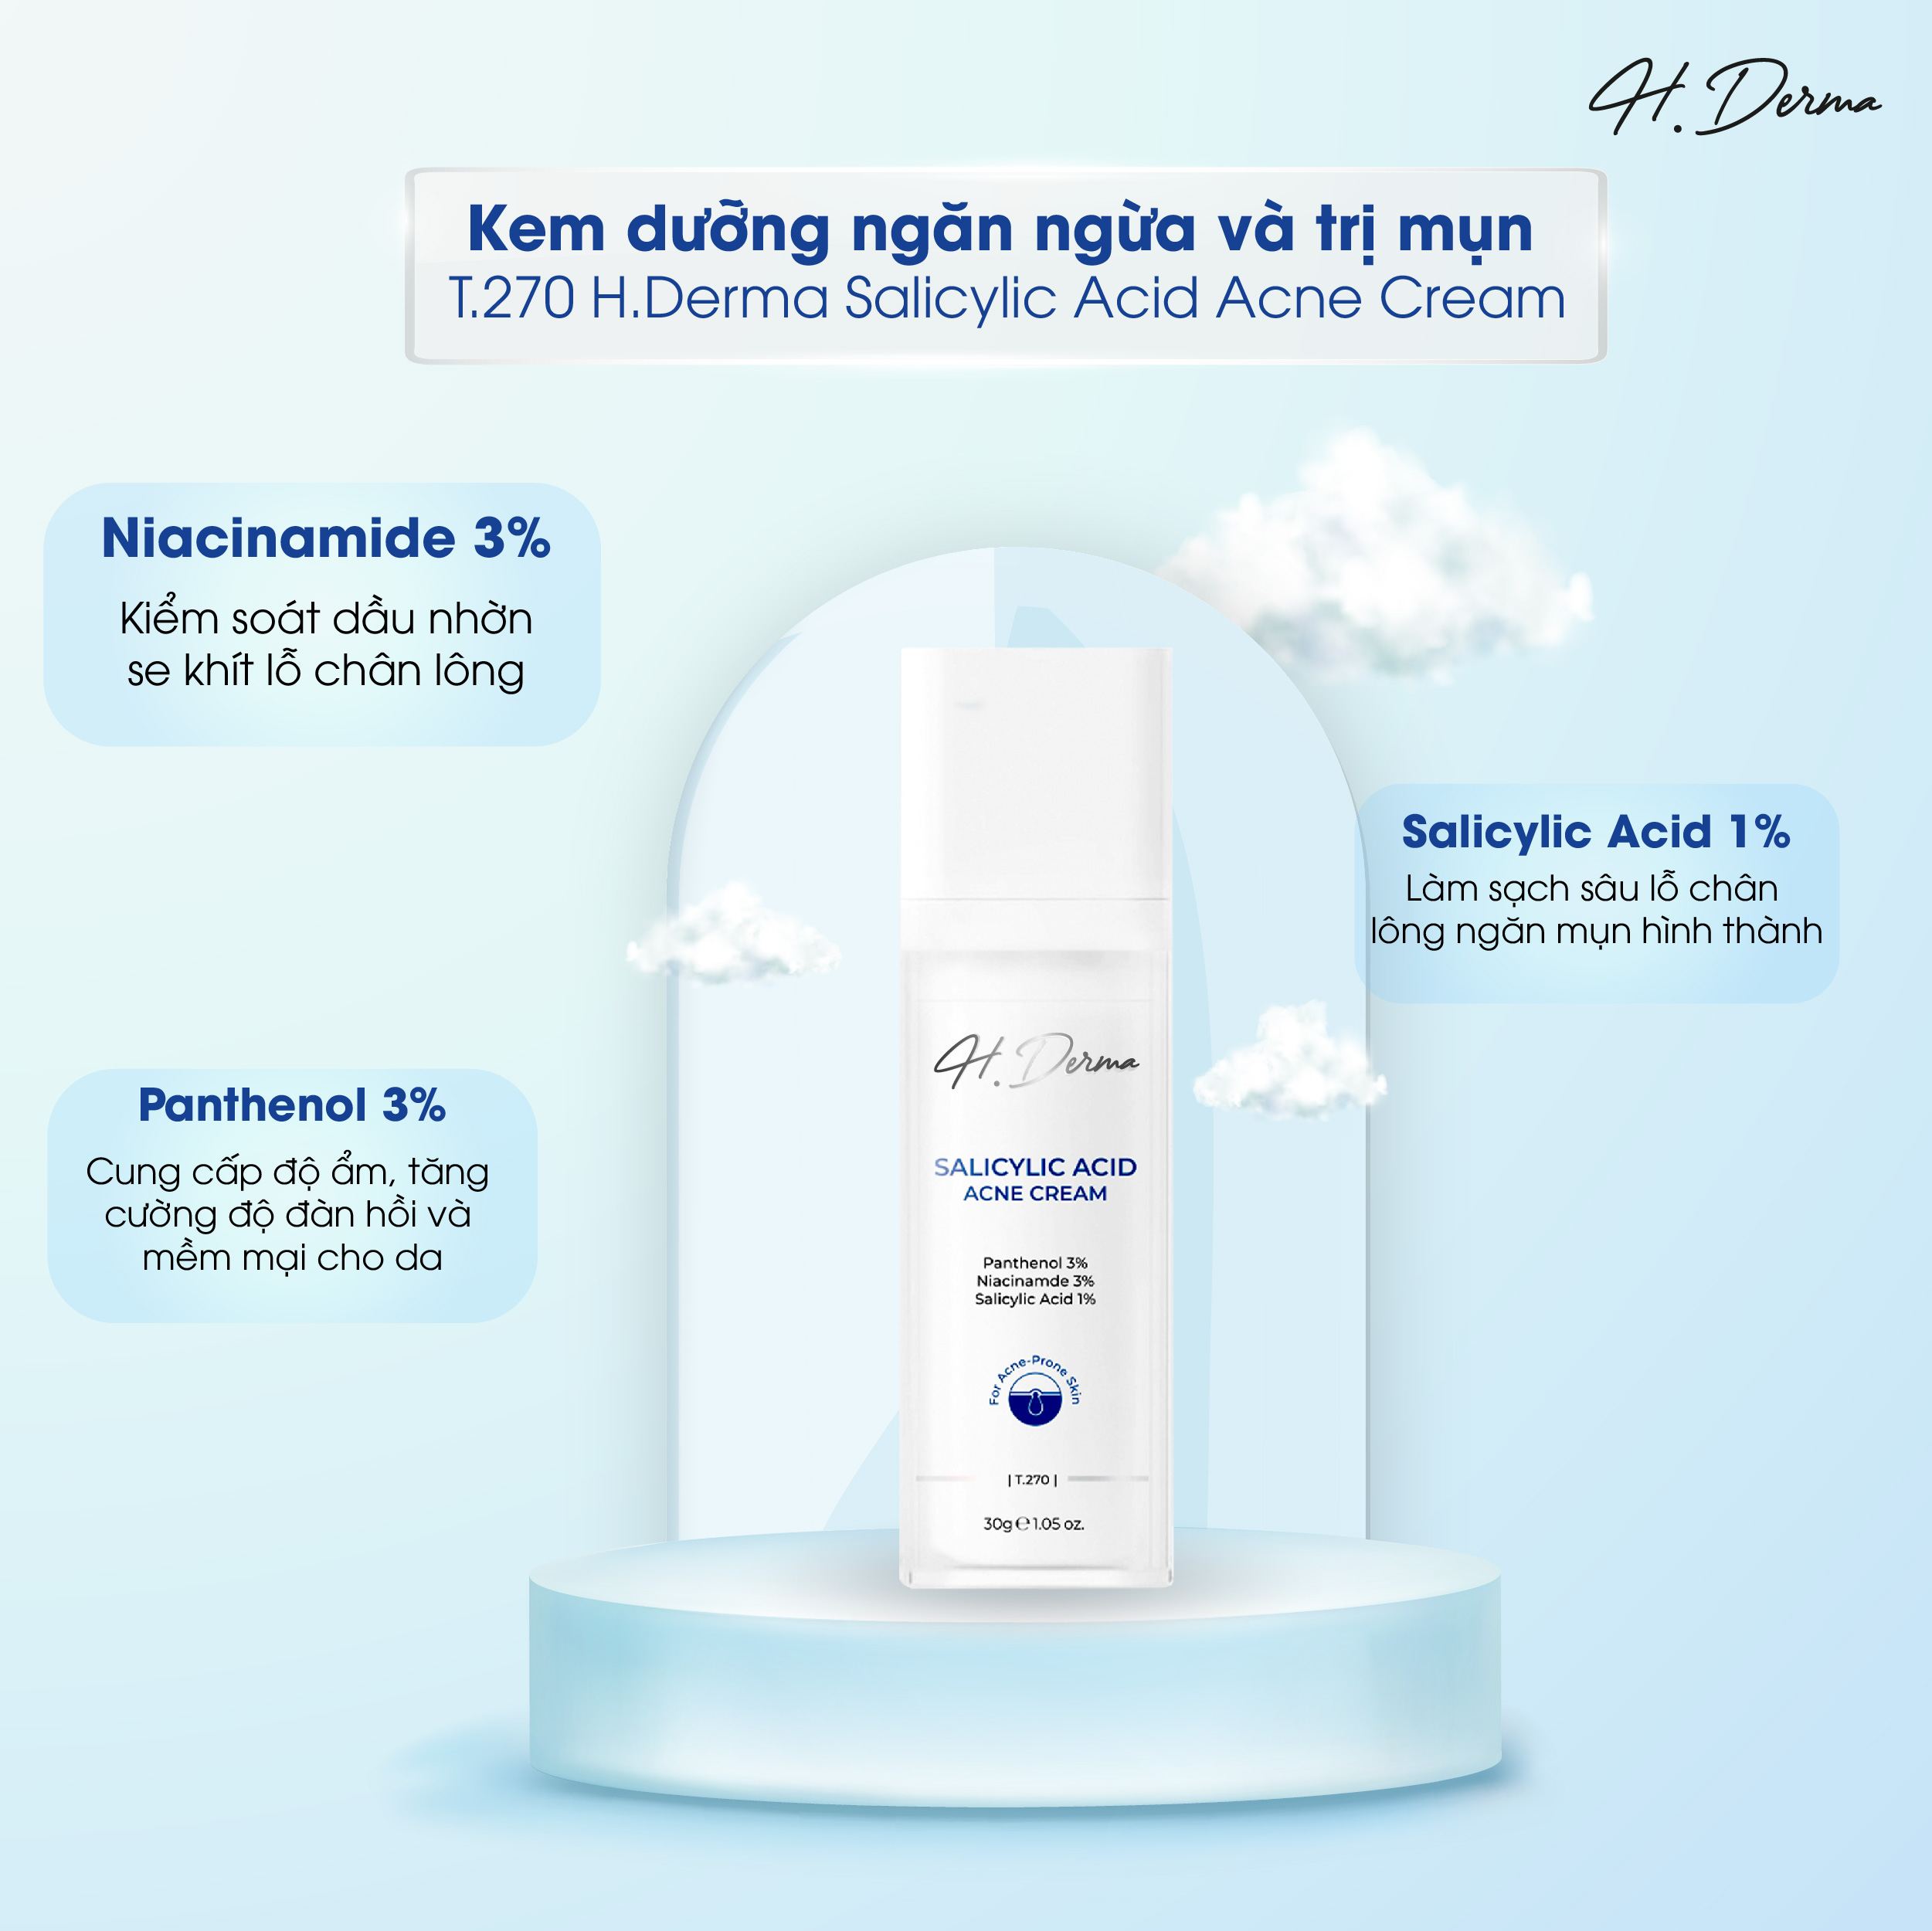 H. Derma
Kem dưỡng ngăn ngừa và trị mụn
T.270 H.Derma Salicylic Acid Acne Cream
Niacinamide 3%
Kiểm soát dầu nhờn
se khít lỗ chân lông
Salicylic Acid 1%
Làm sạch sâu lỗ chân
lông ngăn mụn hình thành
Panthenol 3%
Cung cấp độ ẩm, tăng
cường độ đàn hồi và
mềm mại cho da
H. Derma
SALICYLIC ACID
ACNE CREAM
Panthenol 3%
Niacinamde 3%
Salicylic Acid 1%
For Acne-Prone Skin
| T.270 |
30g ℮ 1.05 oz.